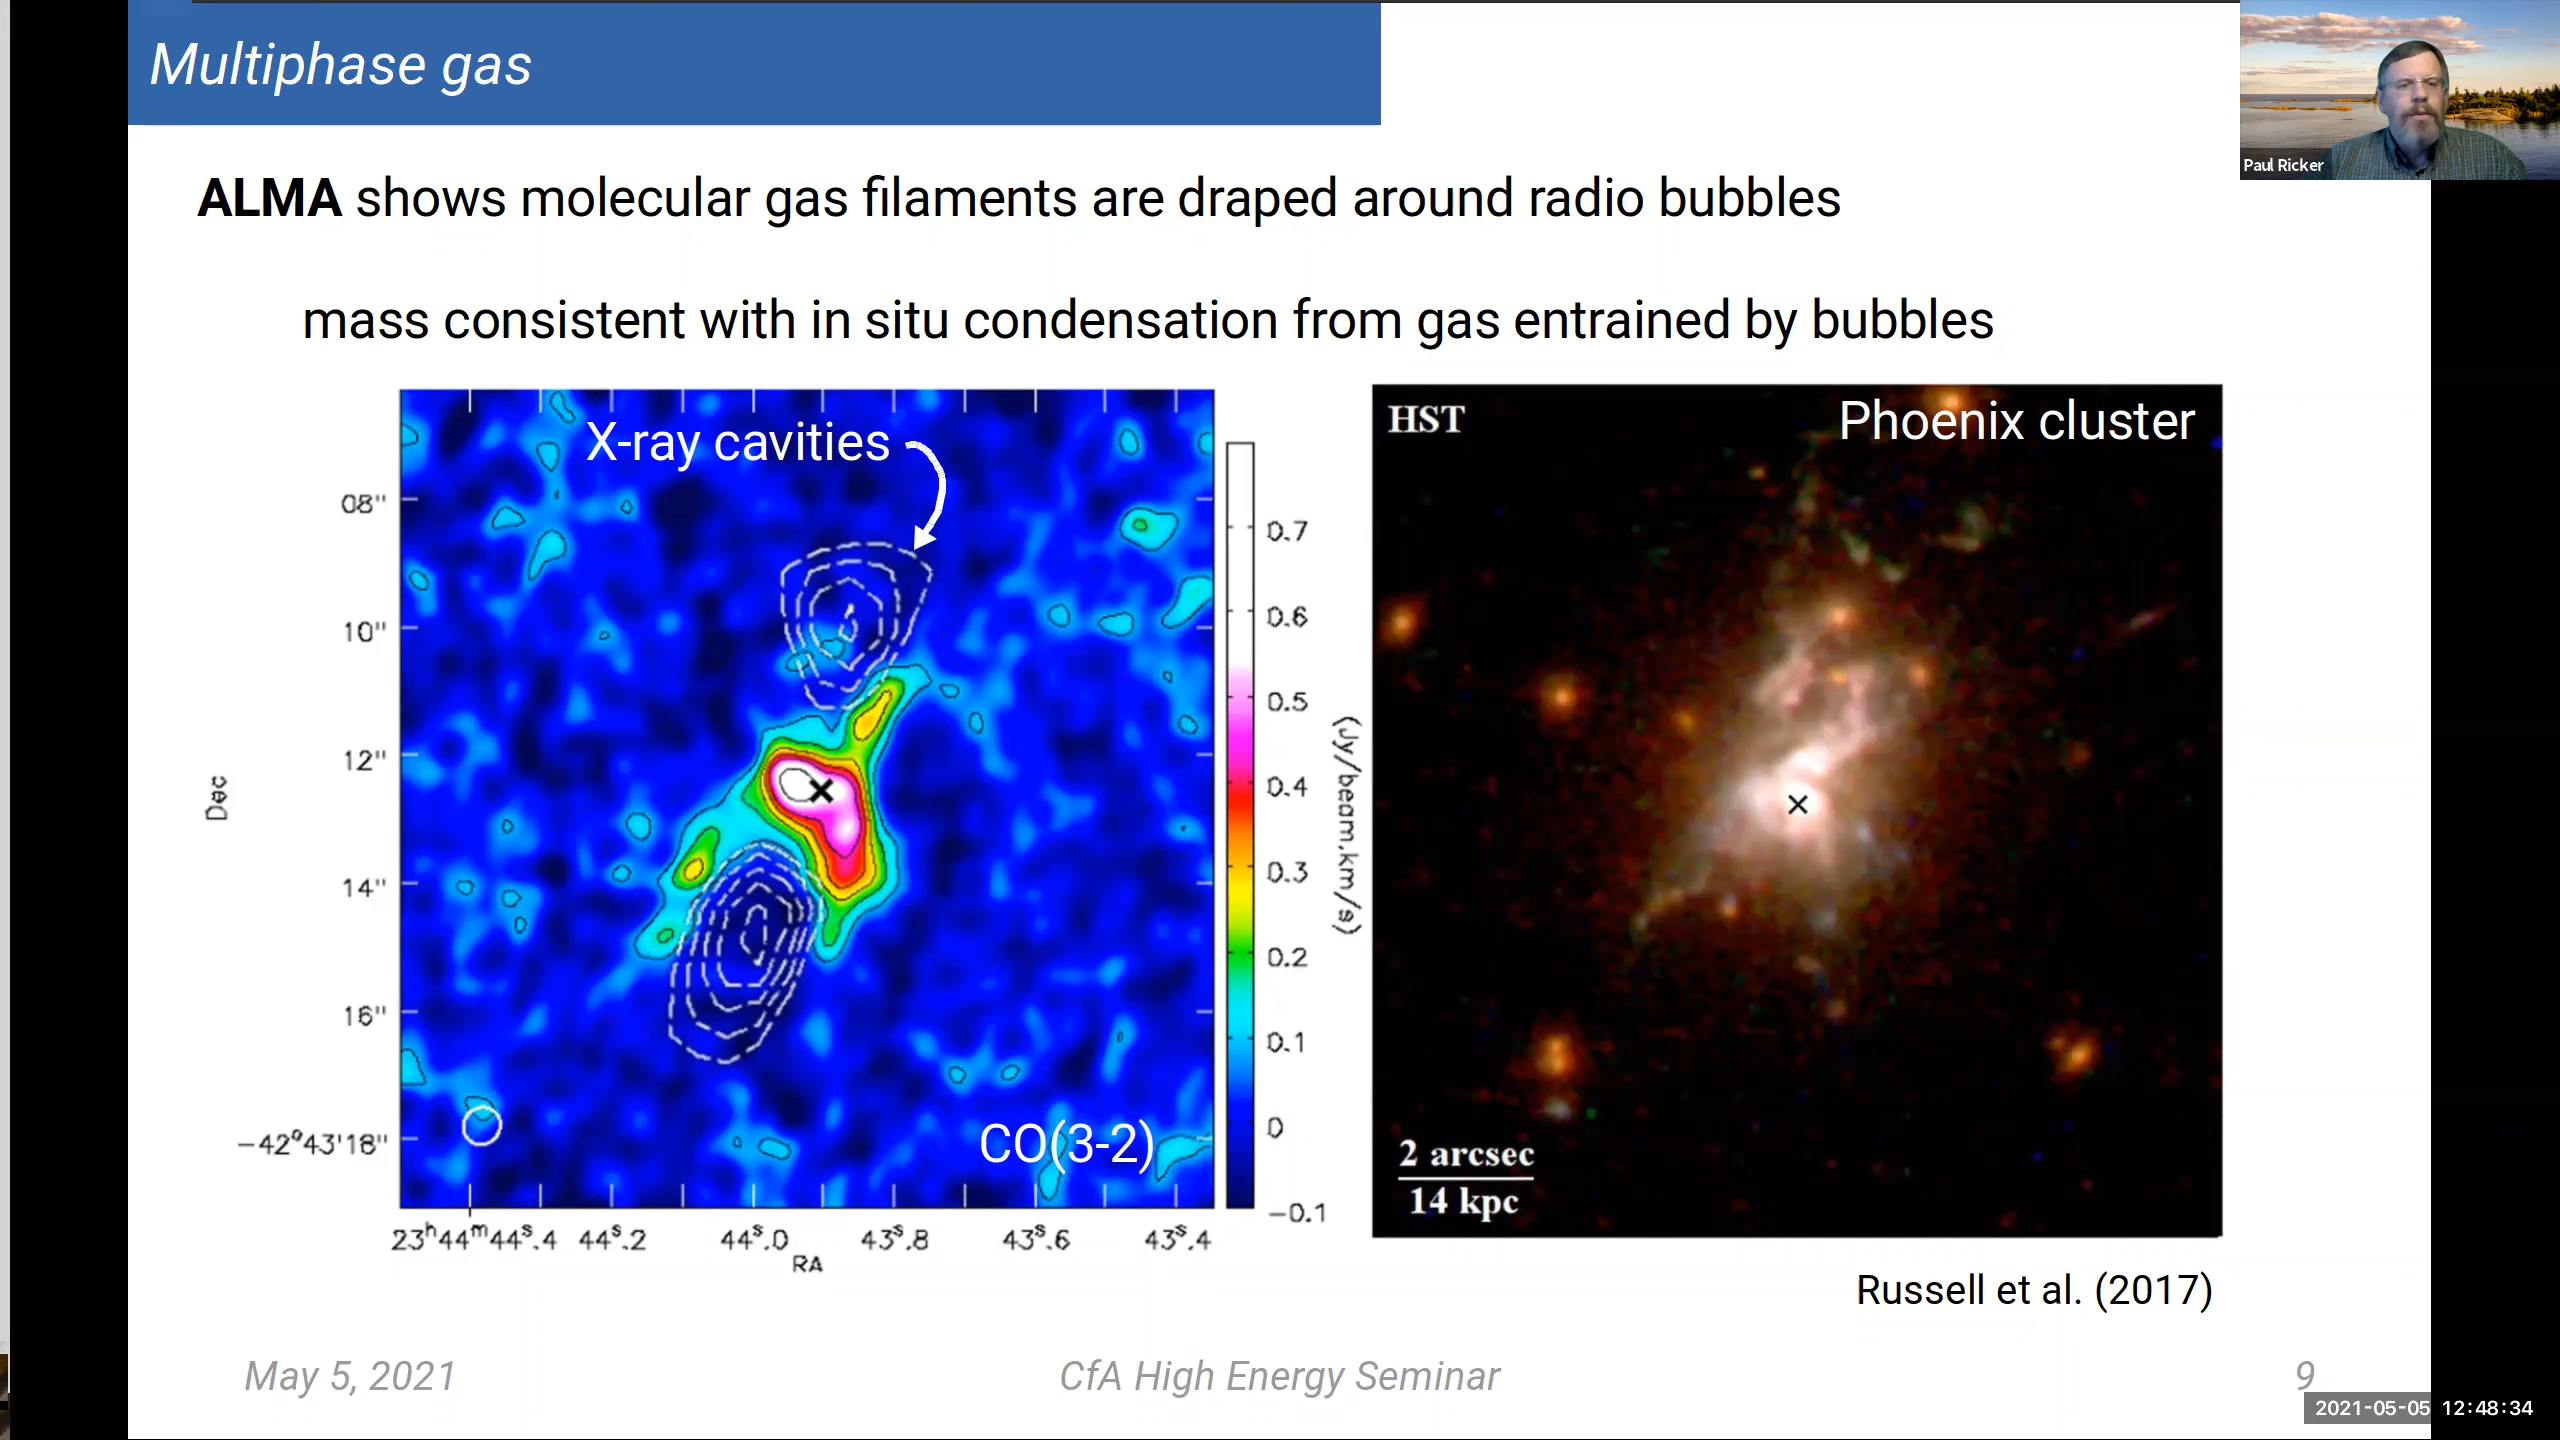 Multiphase gas
Paul Ricker
ALMA shows molecular gas filaments are draped around radio bubbles
mass consistent with in situ condensation from gas entrained by bubbles
X-ray cavities
08"
10"
12"
14"
16"
−42°43'18"
Dec
23ʰ44ᵐ44ˢ.4 44ˢ.2 44ˢ.0 43ˢ.8 43ˢ.6 43ˢ.4
RA
CO(3-2)
0.7
0.6
0.5
0.4
0.3
0.2
0.1
0
−0.1
(Jy/beam.km/s)
HST
Phoenix cluster
2 arcsec
14 kpc
Russell et al. (2017)
May 5, 2021
CfA High Energy Seminar
9
2021-05-05 12:48:34